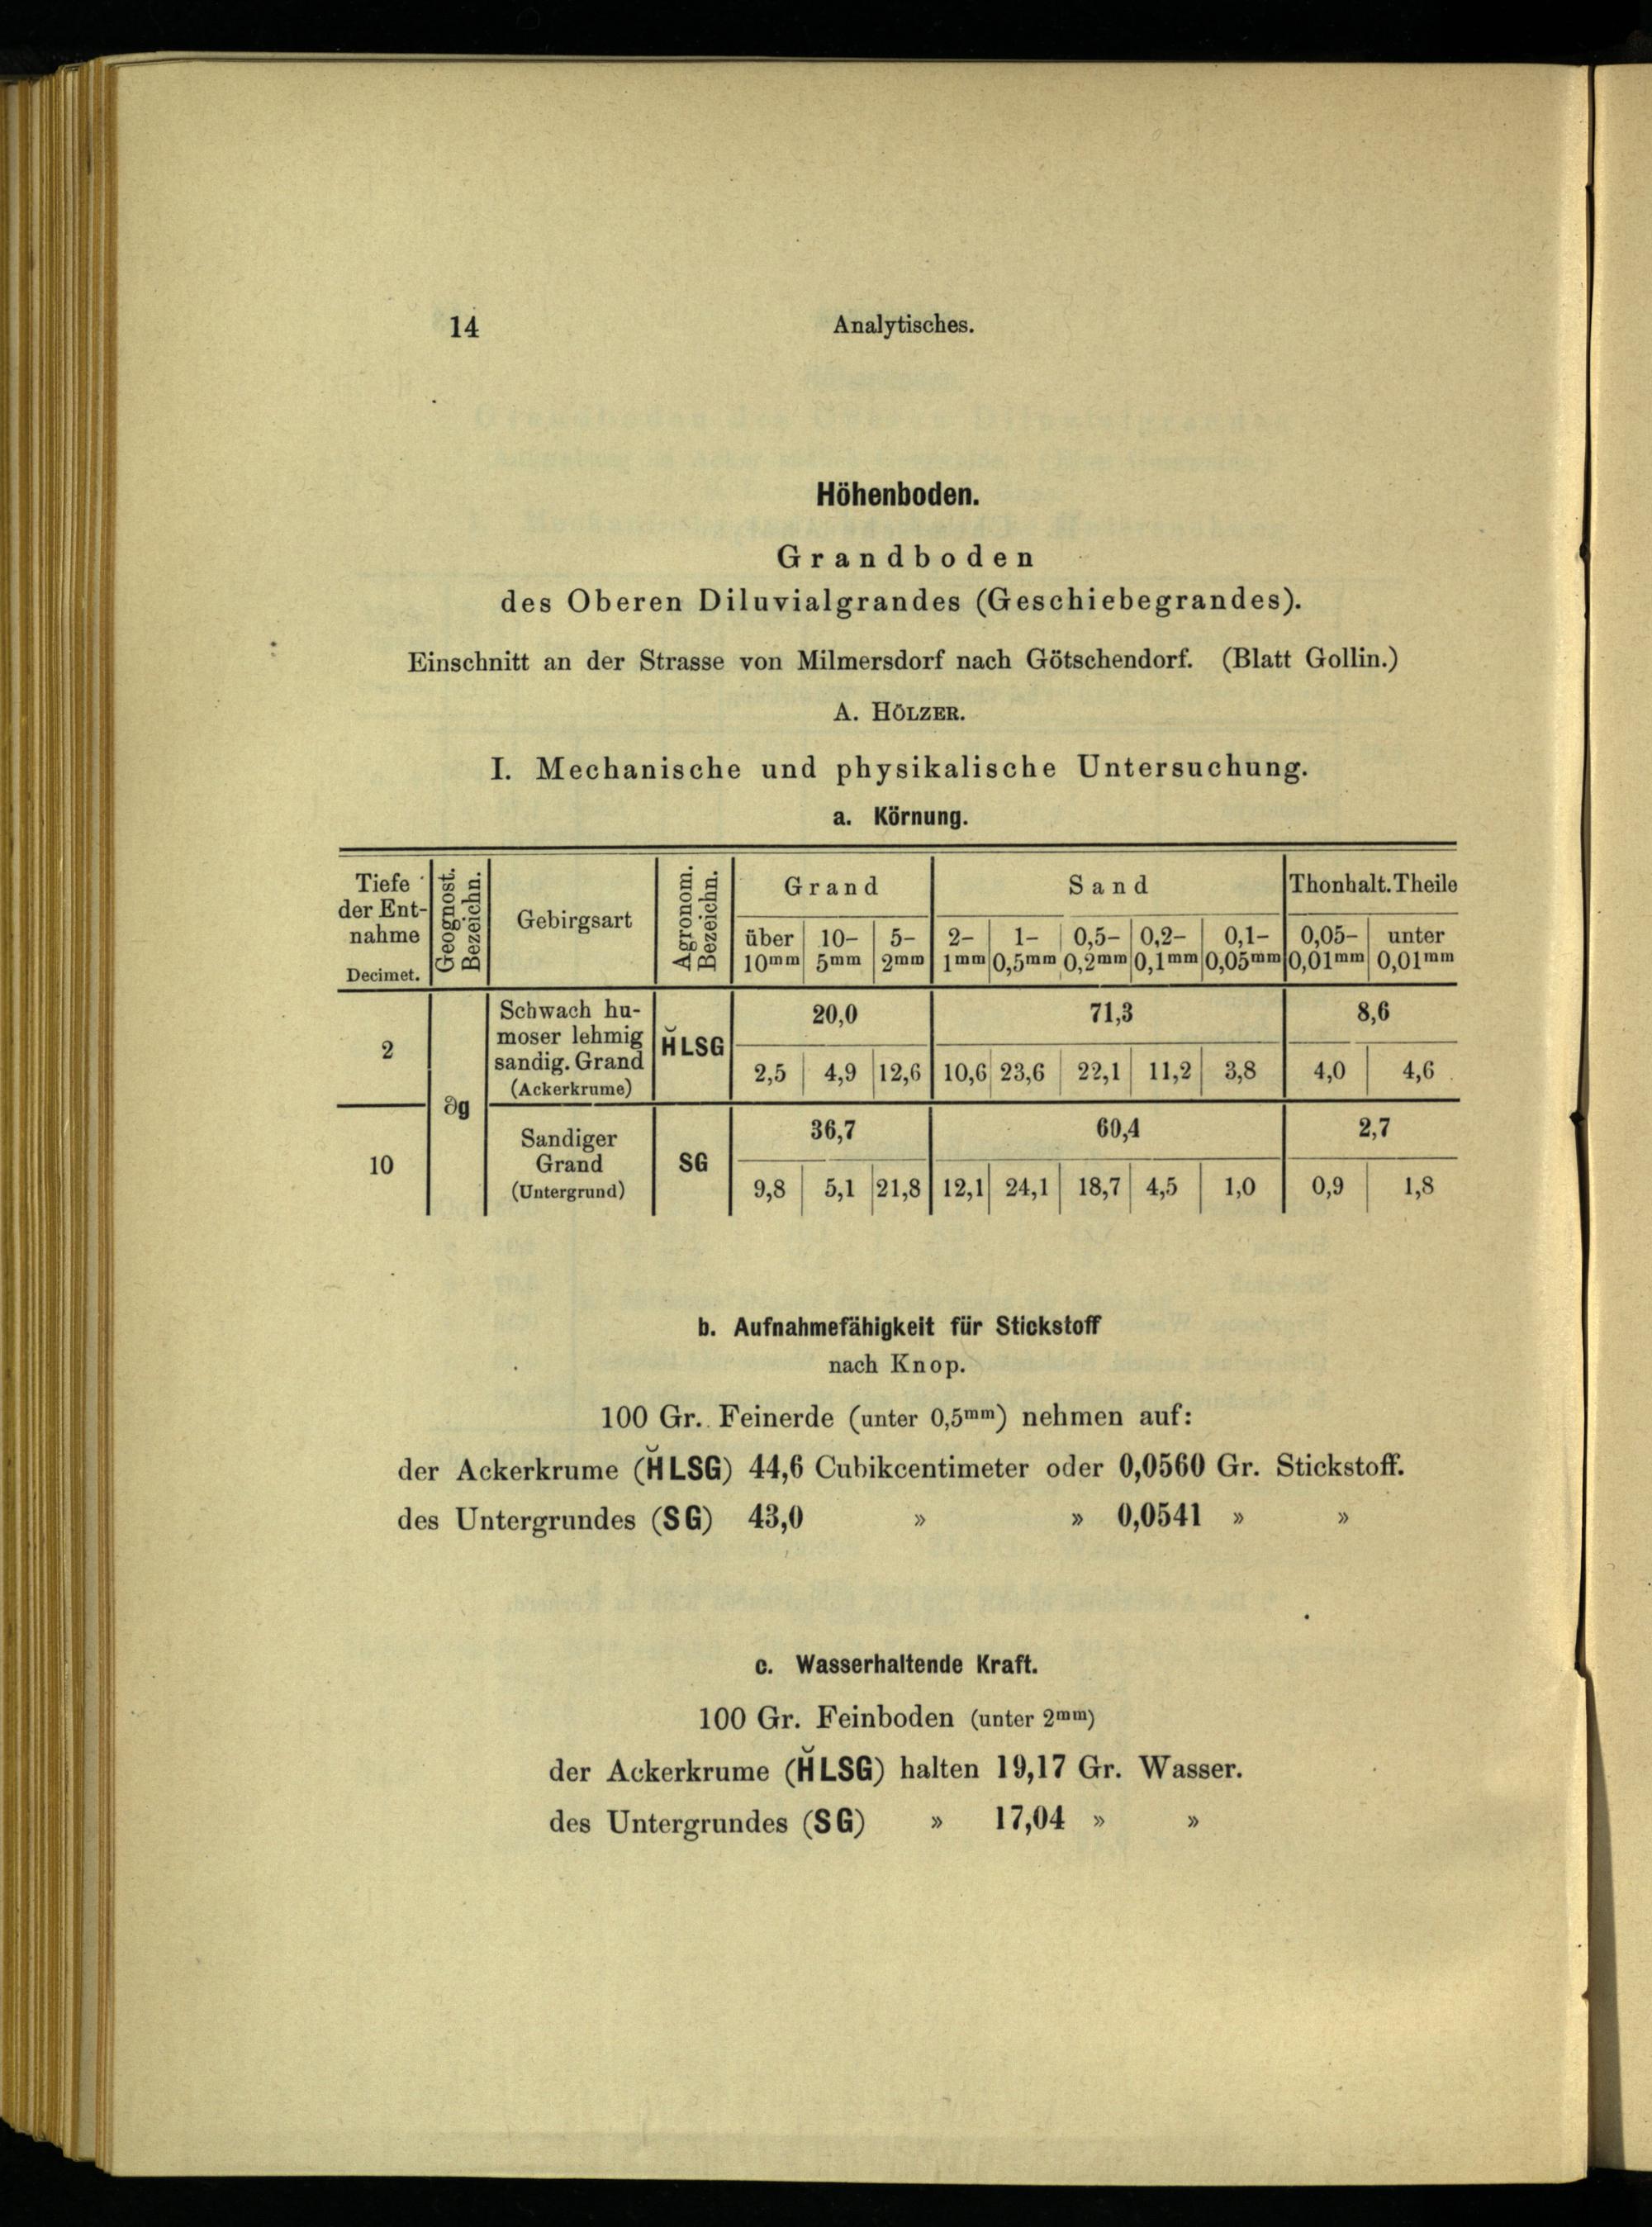 14
Analytisches.
Höhenboden.
Grandboden
des Oberen Diluvialgrandes (Geschiebegrandes).
Einschnitt an der Strasse von Milmersdorf nach Götschendorf. (Blatt Gollin.)
A. HÖLZER.
I. Mechanische und physikalische Untersuchung.
a. Körnung.
Tiefe
der Ent-
nahme
Decimet.
Geognost.
Bezeichn.
Gebirgsart
Agronom.
Bezeichn.
Grand
Sand
Thonhalt. Theile
über 10- 5- 2- 1- 0,5- 0,2- 0,1- 0,05- unter
10mm 5mm 2mm 1mm 0,5mm 0,2mm 0,1mm 0,05mm 0,01mm 0,01mm
2
∂g
Schwach hu-
moser lehmig
sandig. Grand
(Ackerkrume)
H̆LSG
20,0 71,3 8,6
2,5 4,9 12,6 10,6 23,6 22,1 11,2 3,8 4,0 4,6
10
Sandiger
Grand
(Untergrund)
SG
36,7 60,4 2,7
9,8 5,1 21,8 12,1 24,1 18,7 4,5 1,0 0,9 1,8
b. Aufnahmefähigkeit für Stickstoff
nach Knop.
100 Gr. Feinerde (unter 0,5mm) nehmen auf:
der Ackerkrume (H̆LSG) 44,6 Cubikcentimeter oder 0,0560 Gr. Stickstoff.
des Untergrundes (SG) 43,0 » » 0,0541 » »
c. Wasserhaltende Kraft.
100 Gr. Feinboden (unter 2mm)
der Ackerkrume (H̆LSG) halten 19,17 Gr. Wasser.
des Untergrundes (SG) » 17,04 » »